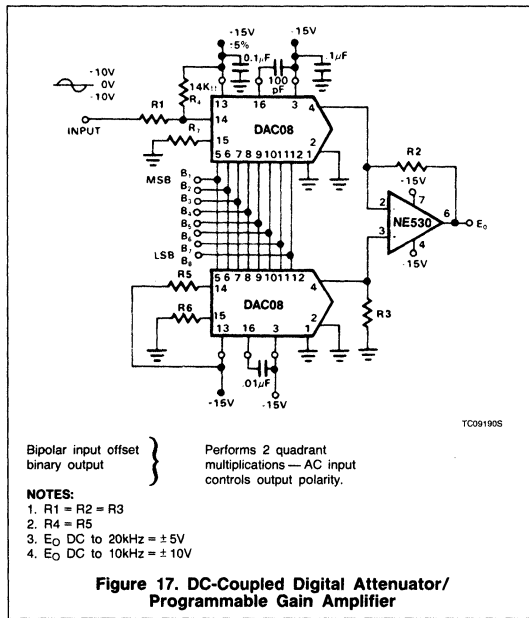 -15V
±5%
-15V
0.1μF
.1μF
100
pF
-10V
0V
-10V
14K!!
R₄
13 16 3
4
R1
14
INPUT
DAC08
R₇
15
2
1
5 6 7 8 9 10 11 12
R2
MSB
B₁
B₂
B₃
B₄
B₅
B₆
B₇
LSB
B₈
-15V
7
2
-
NE530
6
E₀
3
-
4
-15V
5 6 7 8 9 10 11 12
R5
14
4
DAC08
R6
15
2
13 16 3
1
R3
.01μF
-15V
-15V
TC09190S
Bipolar input offset
binary output
}
Performs 2 quadrant
multiplications — AC input
controls output polarity.
NOTES:
1. R1 = R2 = R3
2. R4 = R5
3. E_O DC to 20kHz = ± 5V
4. E_O DC to 10kHz = ± 10V
Figure 17. DC-Coupled Digital Attenuator/
Programmable Gain Amplifier